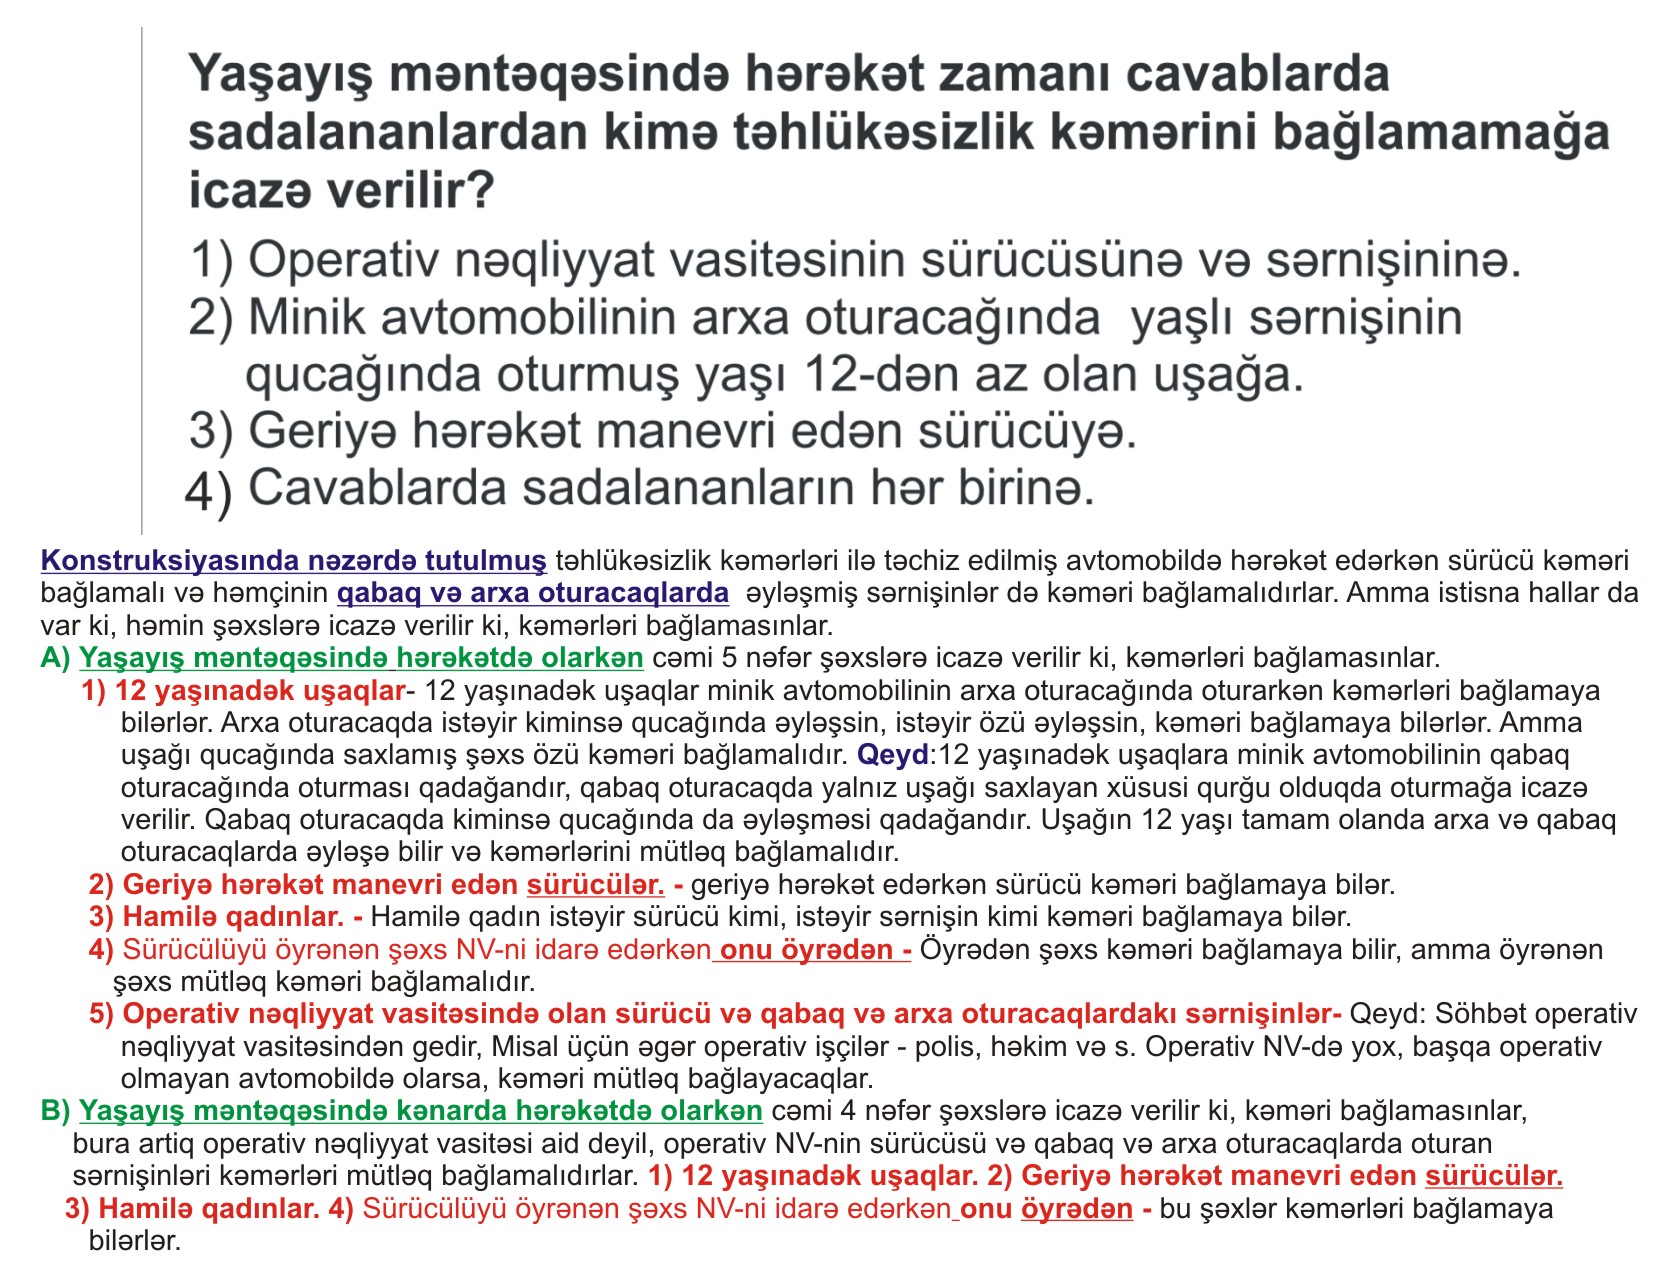 Yaşayış məntəqəsində hərəkət zamanı cavablarda
sadalananlardan kimə təhlükəsizlik kəmərini bağlamamağa
icazə verilir?
1) Operativ nəqliyyat vasitəsinin sürücüsünə və sərnişininə.
2) Minik avtomobilinin arxa oturacağında yaşlı sərnişinin
qucağında oturmuş yaşı 12-dən az olan uşağa.
3) Geriyə hərəkət manevri edən sürücüyə.
4) Cavablarda sadalananların hər birinə.
Konstruksiyasında nəzərdə tutulmuş təhlükəsizlik kəmərləri ilə təchiz edilmiş avtomobildə hərəkət edərkən sürücü kəməri
bağlamalı və həmçinin qabaq və arxa oturacaqlarda əyləşmiş sərnişinlər də kəməri bağlamalıdırlar. Amma istisna hallar da
var ki, həmin şəxslərə icazə verilir ki, kəmərləri bağlamasınlar.
A) Yaşayış məntəqəsində hərəkətdə olarkən cəmi 5 nəfər şəxslərə icazə verilir ki, kəmərləri bağlamasınlar.
1) 12 yaşınadək uşaqlar- 12 yaşınadək uşaqlar minik avtomobilinin arxa oturacağında oturarkən kəmərləri bağlamaya
bilərlər. Arxa oturacaqda istəyir kiminsə qucağında əyləşsin, istəyir özü əyləşsin, kəməri bağlamaya bilərlər. Amma
uşağı qucağında saxlamış şəxs özü kəməri bağlamalıdır. Qeyd:12 yaşınadək uşaqlara minik avtomobilinin qabaq
oturacağında oturması qadağandır, qabaq oturacaqda yalnız uşağı saxlayan xüsusi qurğu olduqda oturmağa icazə
verilir. Qabaq oturacaqda kiminsə qucağında da əyləşməsi qadağandır. Uşağın 12 yaşı tamam olanda arxa və qabaq
oturacaqlarda əyləşə bilir və kəmərlərini mütləq bağlamalıdır.
2) Geriyə hərəkət manevri edən sürücülər. - geriyə hərəkət edərkən sürücü kəməri bağlamaya bilər.
3) Hamilə qadınlar. - Hamilə qadın istəyir sürücü kimi, istəyir sərnişin kimi kəməri bağlamaya bilər.
4) Sürücülüyü öyrənən şəxs NV-ni idarə edərkən onu öyrədən - Öyrədən şəxs kəməri bağlamaya bilir, amma öyrənən
şəxs mütləq kəməri bağlamalıdır.
5) Operativ nəqliyyat vasitəsində olan sürücü və qabaq və arxa oturacaqlardakı sərnişinlər- Qeyd: Söhbət operativ
nəqliyyat vasitəsindən gedir, Misal üçün əgər operativ işçilər - polis, həkim və s. Operativ NV-də yox, başqa operativ
olmayan avtomobildə olarsa, kəməri mütləq bağlayacaqlar.
B) Yaşayış məntəqəsində kənarda hərəkətdə olarkən cəmi 4 nəfər şəxslərə icazə verilir ki, kəməri bağlamasınlar,
bura artiq operativ nəqliyyat vasitəsi aid deyil, operativ NV-nin sürücüsü və qabaq və arxa oturacaqlarda oturan
sərnişinləri kəmərləri mütləq bağlamalıdırlar. 1) 12 yaşınadək uşaqlar. 2) Geriyə hərəkət manevri edən sürücülər.
3) Hamilə qadınlar. 4) Sürücülüyü öyrənən şəxs NV-ni idarə edərkən onu öyrədən - bu şəxlər kəmərləri bağlamaya
bilərlər.